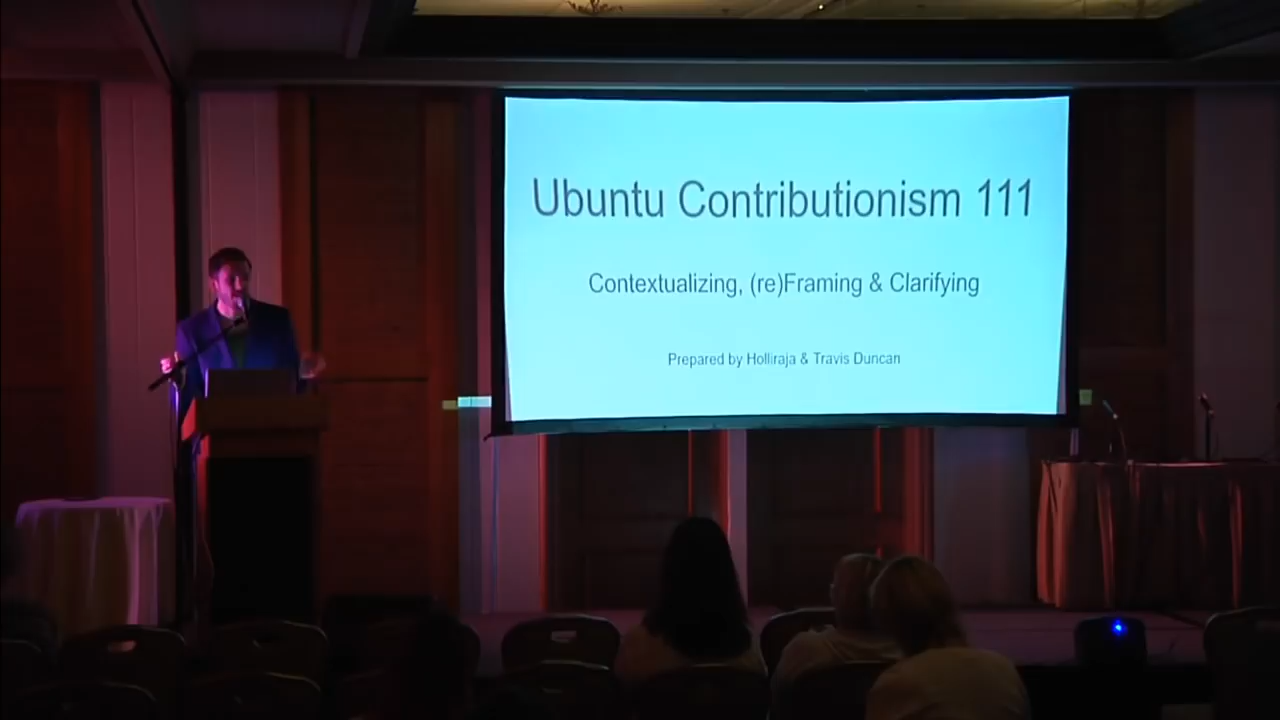 Ubuntu Contributionism 111
Contextualizing, (re)Framing & Clarifying
Prepared by Holliraja & Travis Duncan